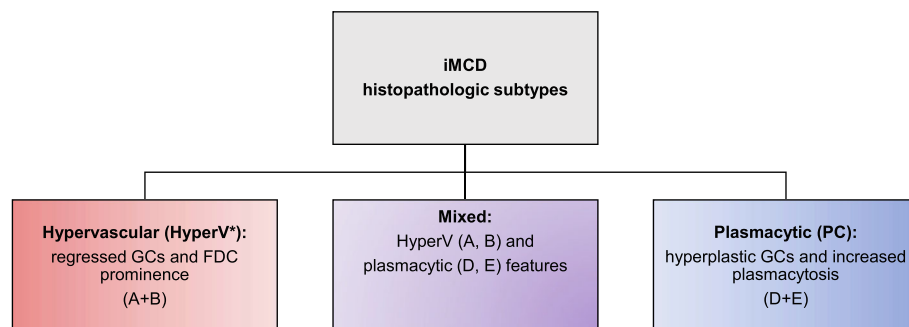 iMCD
histopathologic subtypes
Hypervascular (HyperV*):
regressed GCs and FDC
prominence
(A+B)
Mixed:
HyperV (A, B) and
plasmacytic (D, E) features
Plasmacytic (PC):
hyperplastic GCs and increased
plasmacytosis
(D+E)